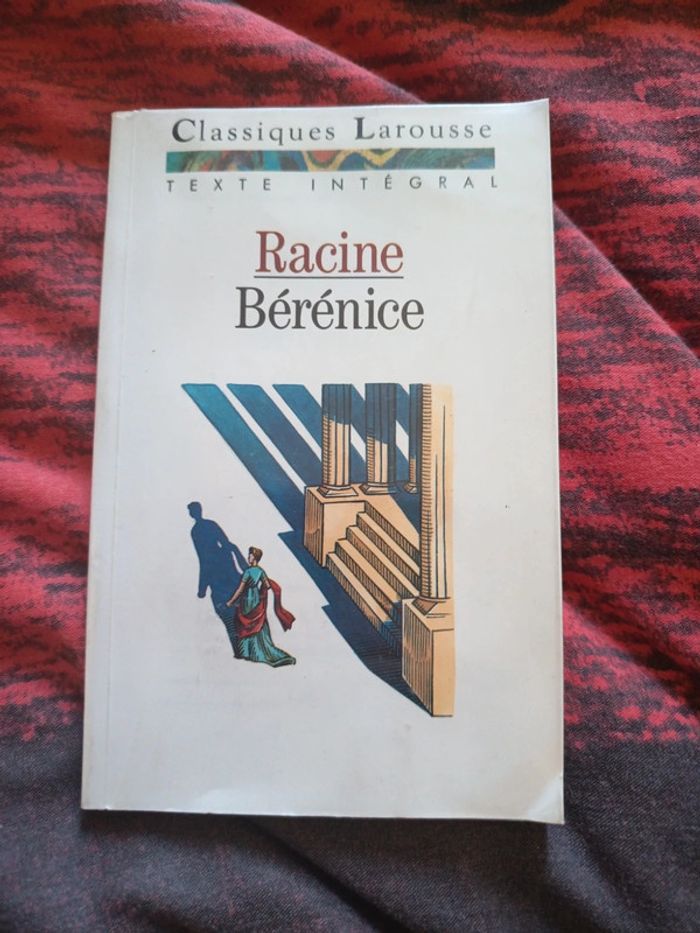 Classiques Larousse
TEXTE INTÉGRAL
Racine
Bérénice